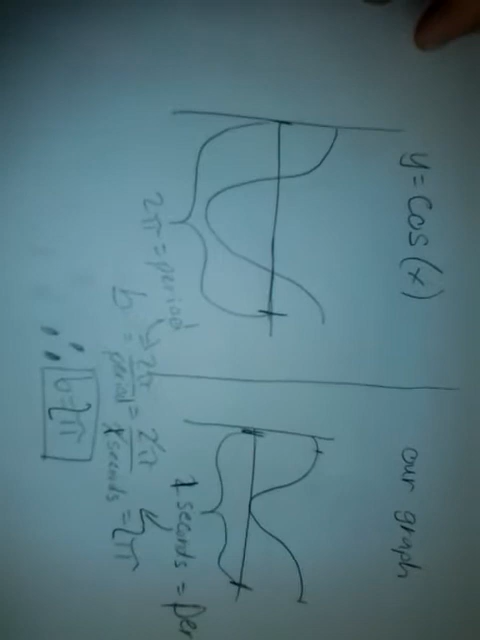 y = cos(x)
2π = period
b = 2π/period = 2π/1 seconds = 2π
∴ b=2π
our graph
1 seconds = per